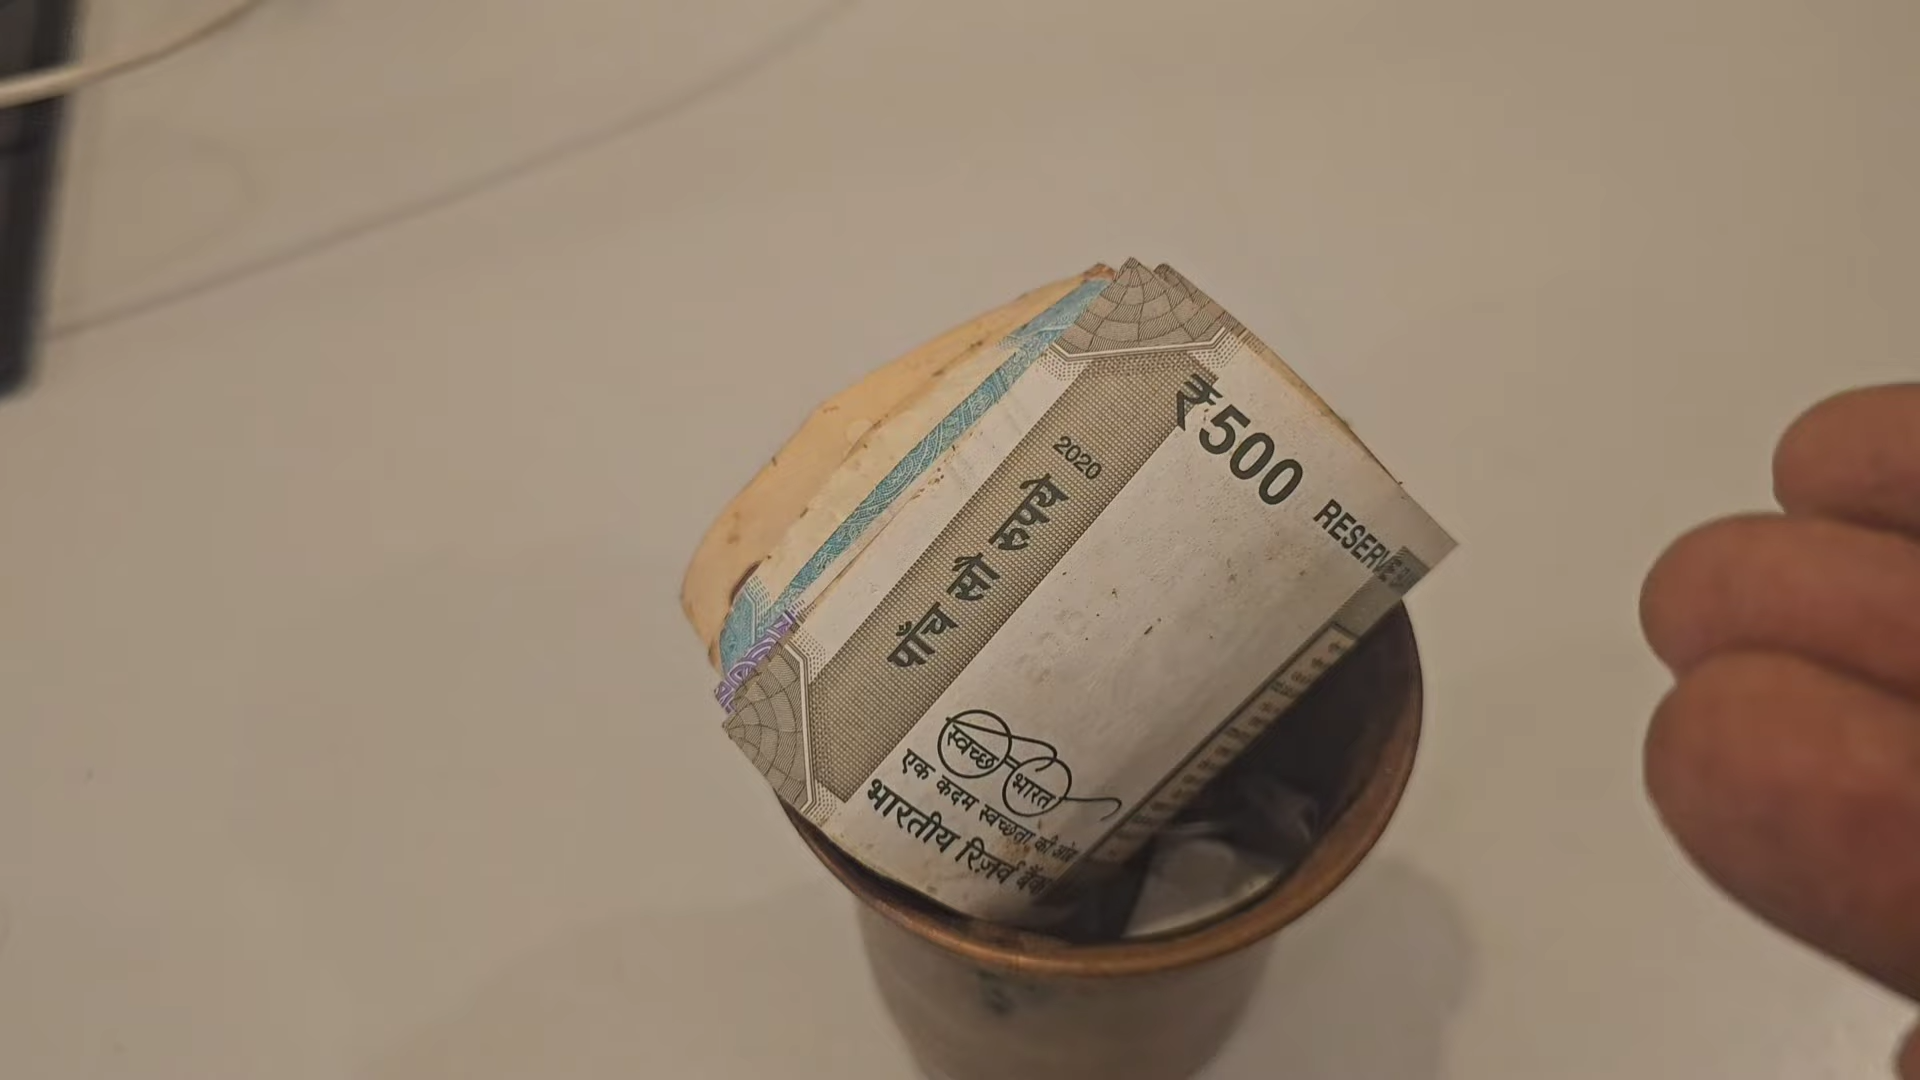 ₹500
RESERVE
2020
पाँच सौ रुपये
स्वच्छ भारत
एक कदम स्वच्छता की ओर
भारतीय रिज़र्व बैंक